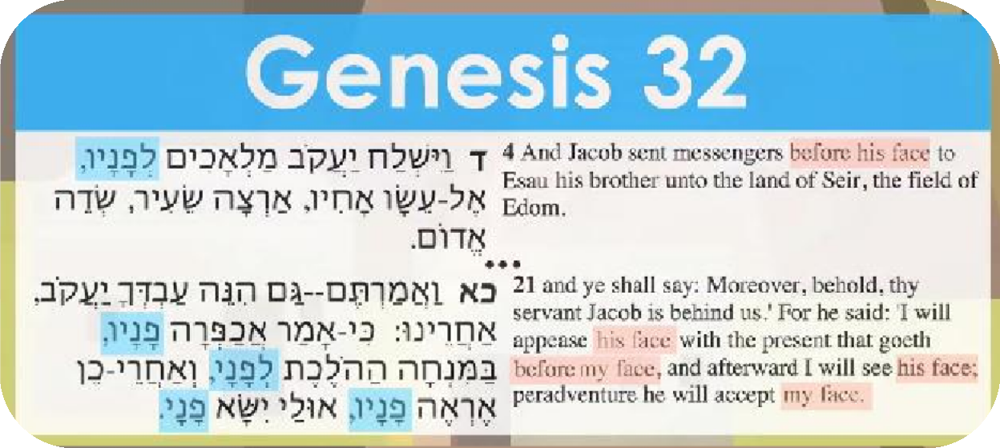 Genesis 32
ד וַיִּשְׁלַח יַעֲקֹב מַלְאָכִים לְפָנָיו,
אֶל-עֵשָׂו אָחִיו, אַרְצָה שֵׂעִיר, שְׂדֵה
אֱדוֹם.
4 And Jacob sent messengers before his face to
Esau his brother unto the land of Seir, the field of
Edom.
•••
כא וַאֲמַרְתֶּם--גַּם הִנֵּה עַבְדְּךָ יַעֲקֹב,
אַחֲרֵינוּ: כִּי-אָמַר אֲכַפְּרָה פָנָיו,
בַּמִּנְחָה הַהֹלֶכֶת לְפָנָי, וְאַחֲרֵי-כֵן
אֶרְאֶה פָנָיו, אוּלַי יִשָּׂא פָנָי.
21 and ye shall say: Moreover, behold, thy
servant Jacob is behind us.' For he said: 'I will
appease his face with the present that goeth
before my face, and afterward I will see his face;
peradventure he will accept my face.